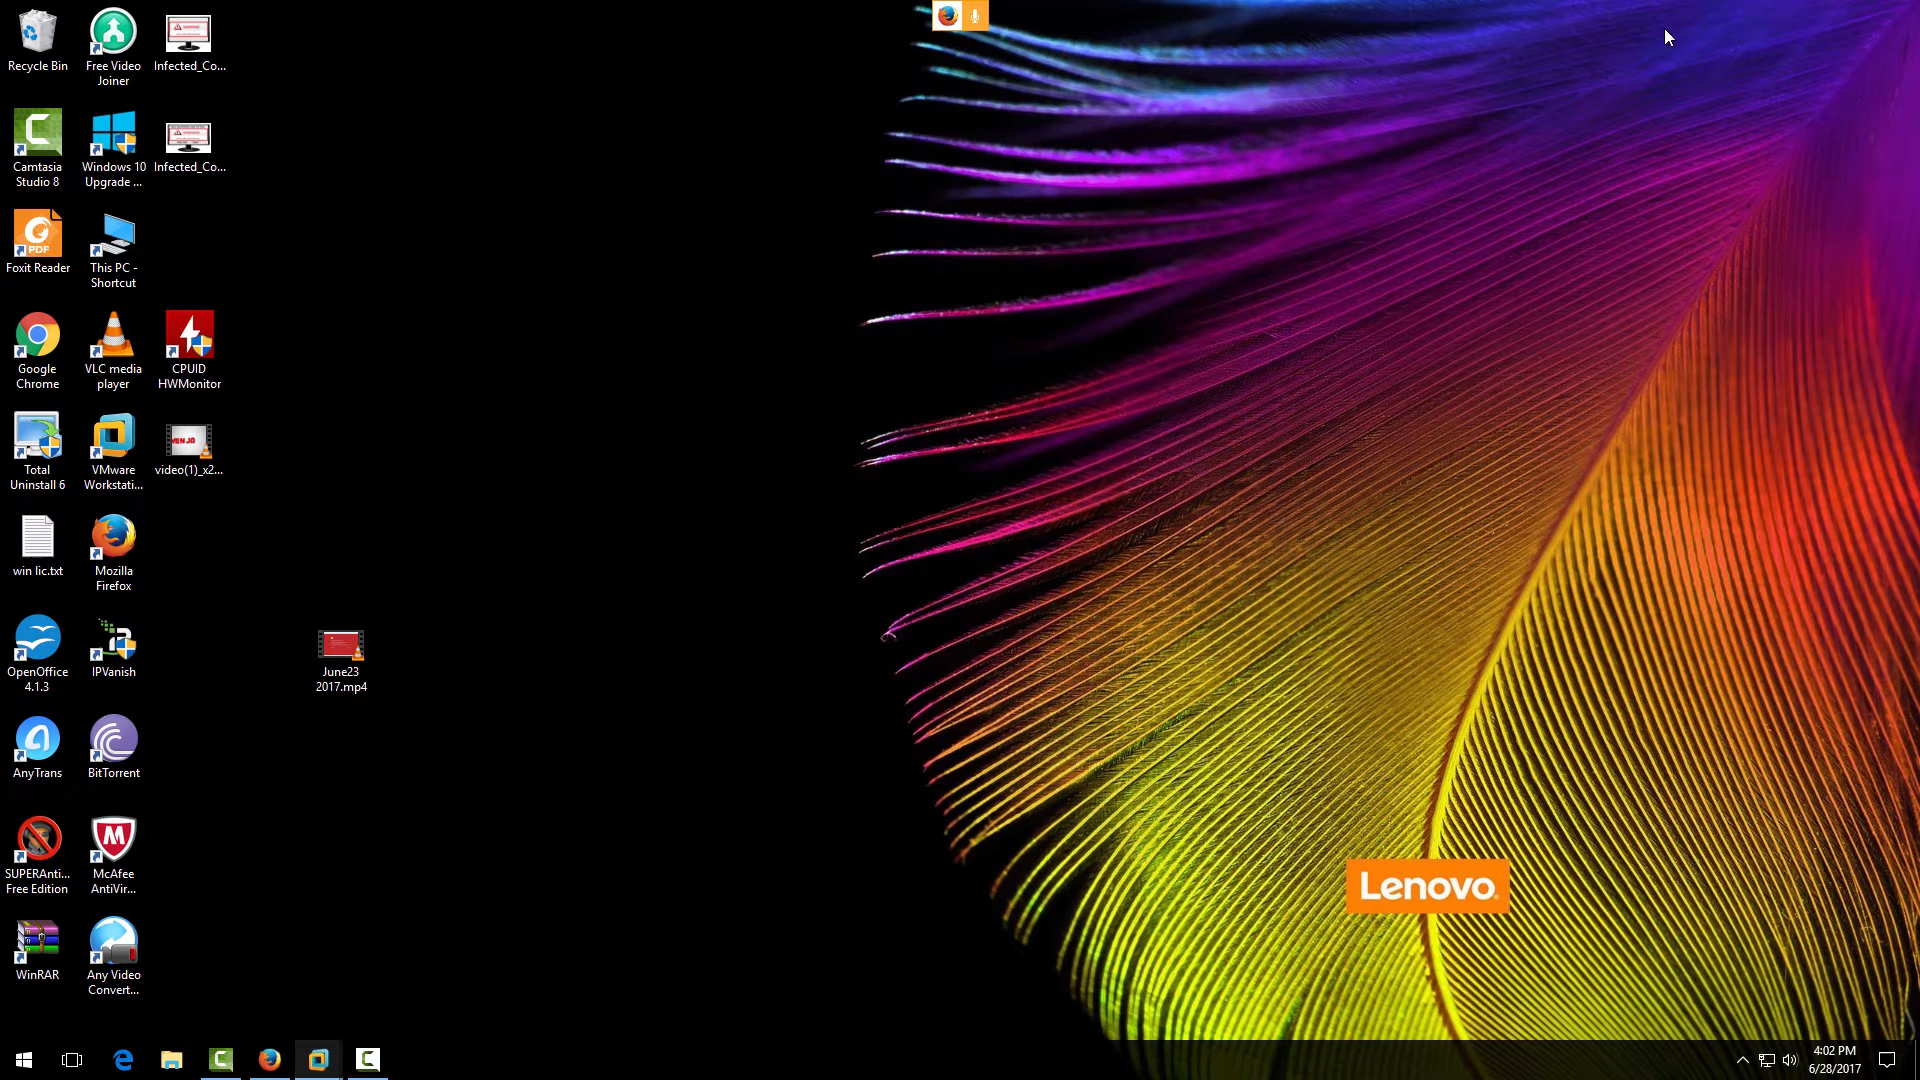 Recycle Bin
Free Video
Joiner
Infected_Co...
Camtasia
Studio 8
Windows 10
Upgrade ...
Infected_Co...
PDF
Foxit Reader
This PC -
Shortcut
Google
Chrome
VLC media
player
CPUID
HWMonitor
Total
Uninstall 6
VMware
Workstati...
video(1)_x2...
win lic.txt
Mozilla
Firefox
OpenOffice
4.1.3
IPVanish
June23
2017.mp4
AnyTrans
BitTorrent
SUPERAnti...
Free Edition
McAfee
AntiVir...
Lenovo
WinRAR
Any Video
Convert...
4:02 PM
6/28/2017